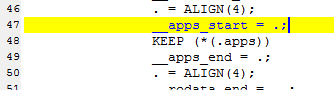 46 . = ALIGN(4);
47 __apps_start = .;
48 KEEP (*(.apps))
49 __apps_end = .;
50 . = ALIGN(4);